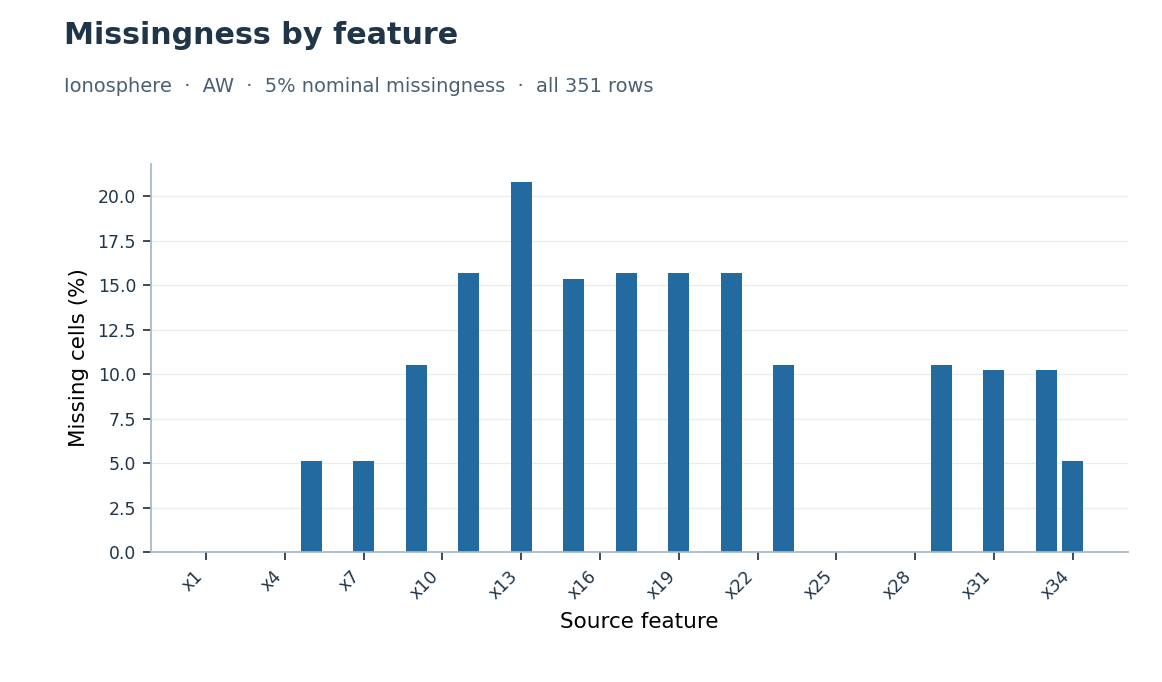 Missingness by feature
Ionosphere · AW · 5% nominal missingness · all 351 rows
20.0
17.5
15.0
12.5
10.0
7.5
5.0
2.5
0.0
Missing cells (%)
x1 x4 x7 x10 x13 x16 x19 x22 x25 x28 x31 x34
Source feature